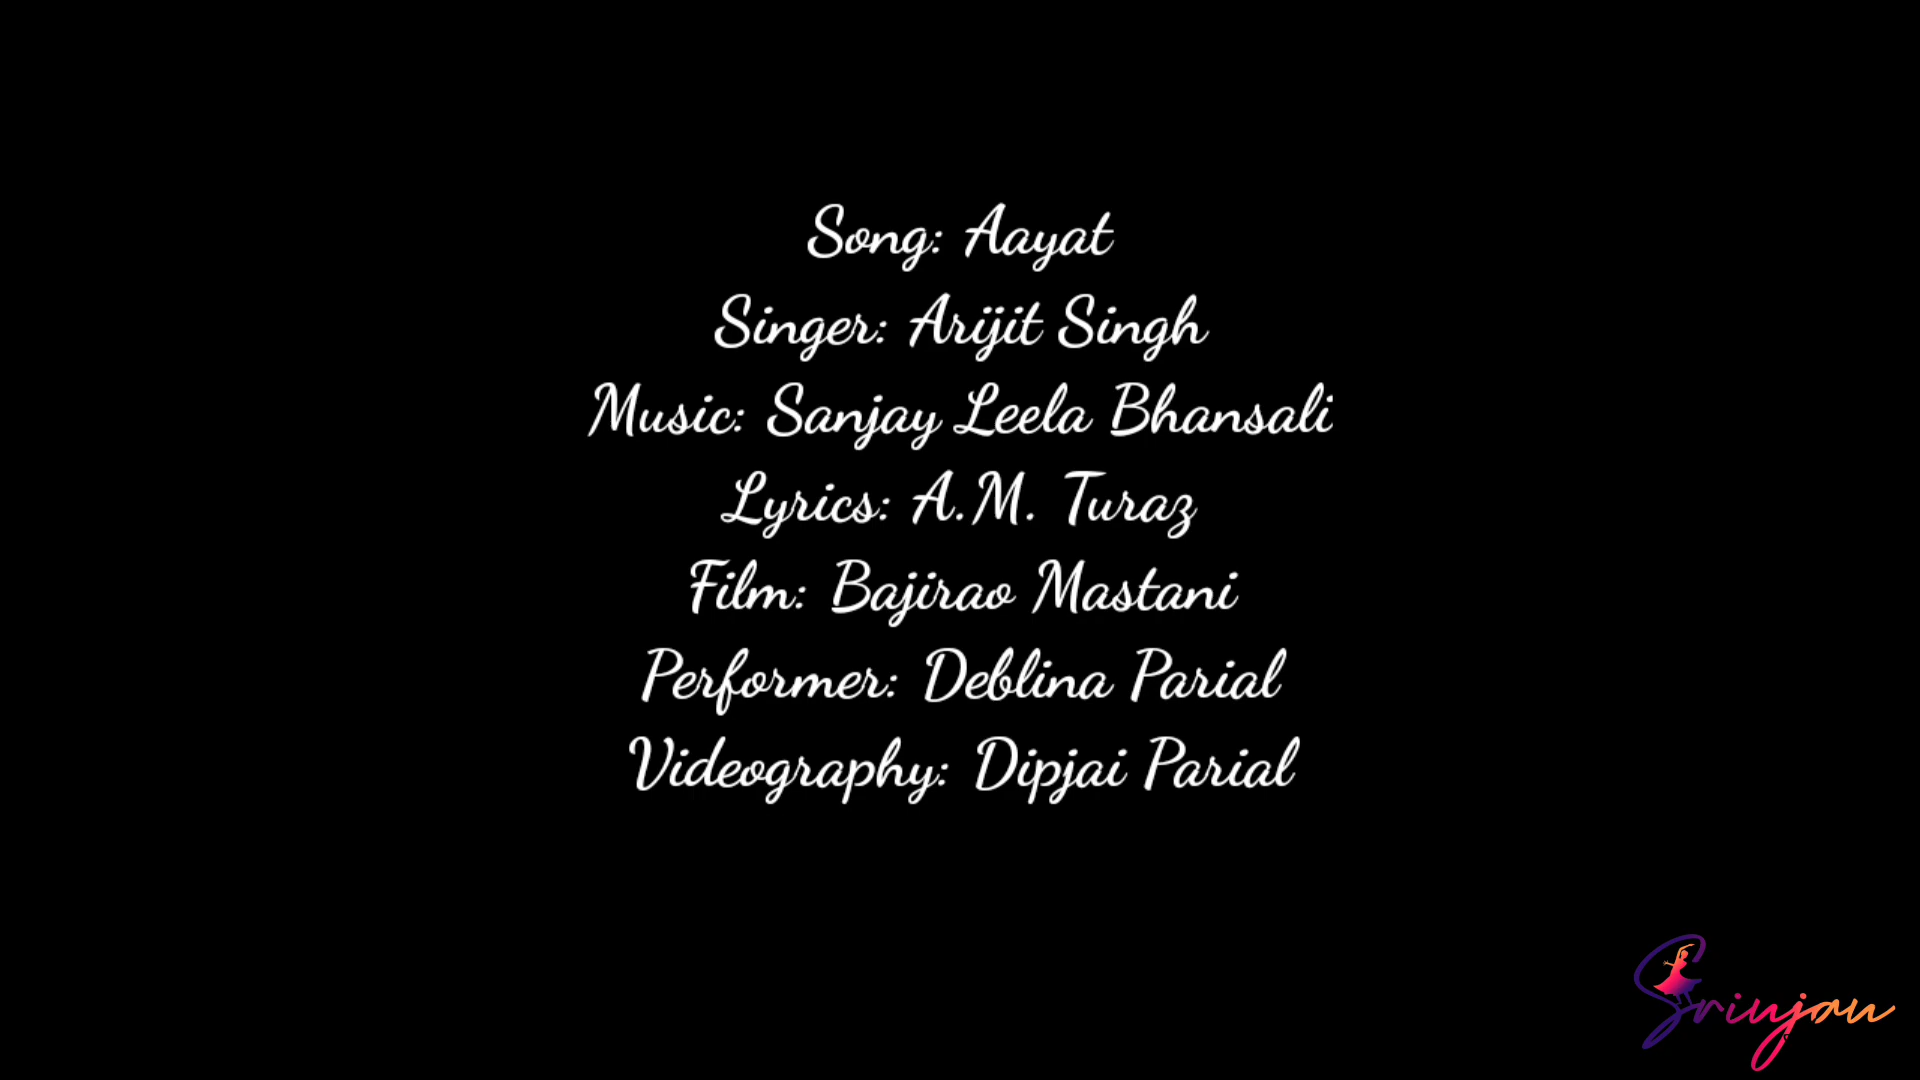 Song: Aayat
Singer: Arijit Singh
Music: Sanjay Leela Bhansali
Lyrics: A.M. Turaz
Film: Bajirao Mastani
Performer: Deblina Parial
Videography: Dipjai Parial
Srinjan